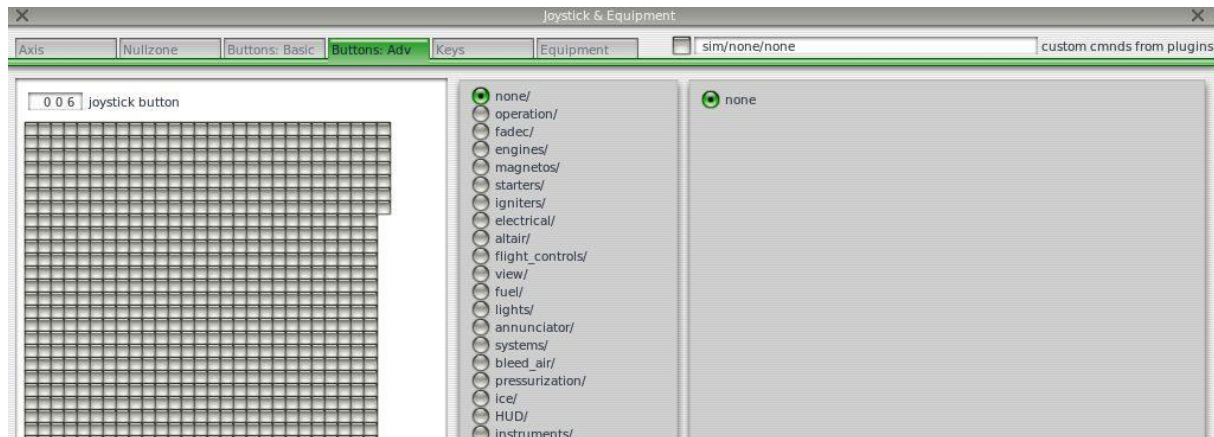 Joystick & Equipment
Axis Nullzone Buttons: Basic Buttons: Adv Keys Equipment sim/none/none custom cmnds from plugins
0 0 6 joystick button
none/
operation/
fadec/
engines/
magnetos/
starters/
igniters/
electrical/
altair/
flight_controls/
view/
fuel/
lights/
annunciator/
systems/
bleed_air/
pressurization/
ice/
HUD/
instruments/
none